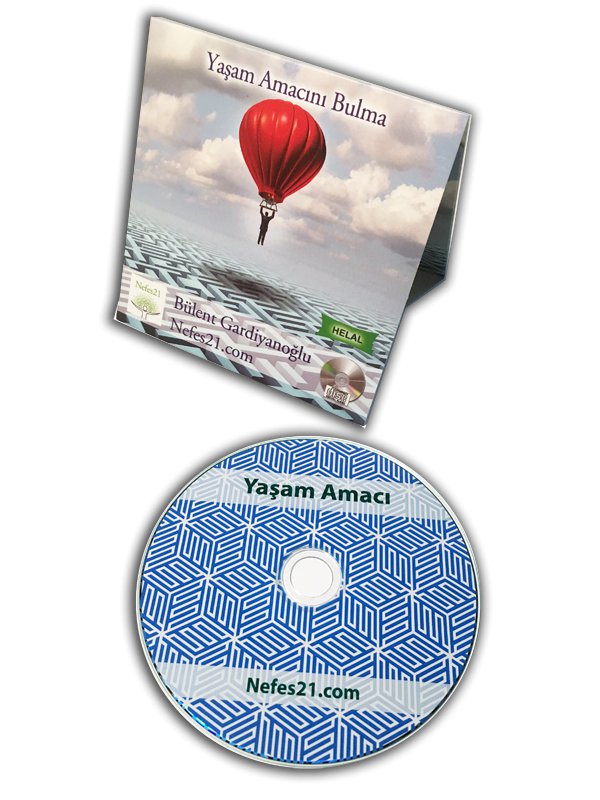 Yaşam Amacını Bulma
Nefes21
Bülent Gardiyanoğlu
Nefes21.com
HELAL
Yaşam Amacı
Nefes21.com